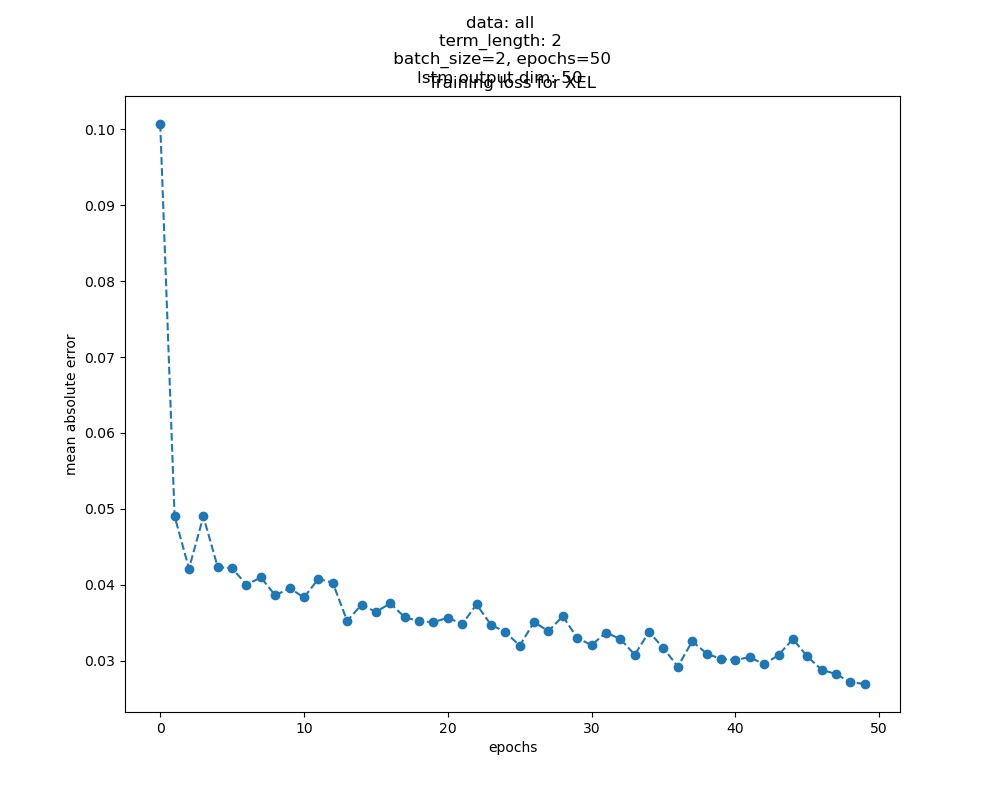 data: all
term_length: 2
batch_size=2, epochs=50
lstm output dim: 50
Training loss for XEL
0.10
0.09
0.08
0.07
0.06
0.05
0.04
0.03
mean absolute error
0
10
20
30
40
50
epochs